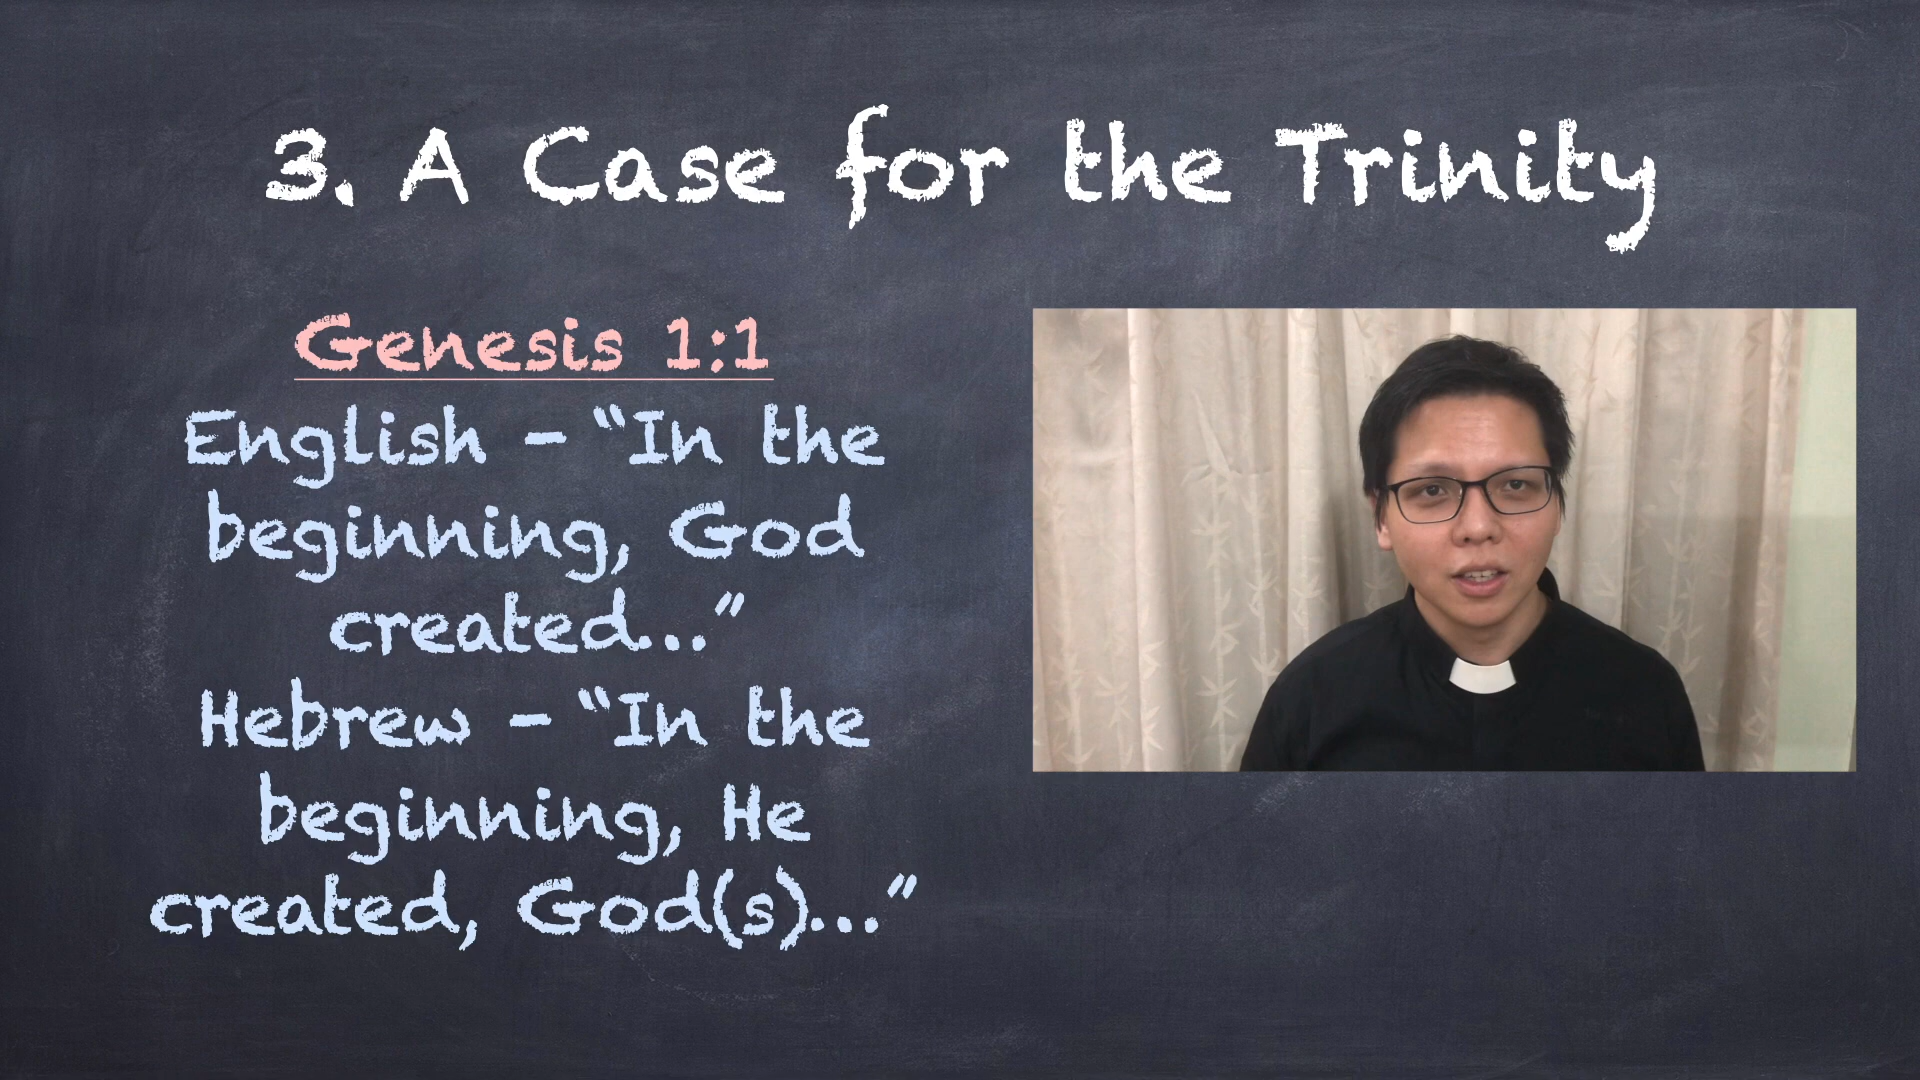 3. A Case for the Trinity
Genesis 1:1
English - “In the
beginning, God
created...”
Hebrew - “In the
beginning, He
created, God(s)...”